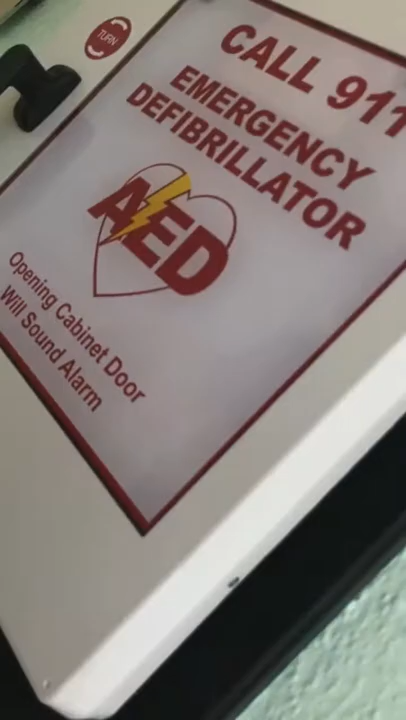 TURN
CALL 911
EMERGENCY
DEFIBRILLATOR
AED
Opening Cabinet Door
Will Sound Alarm